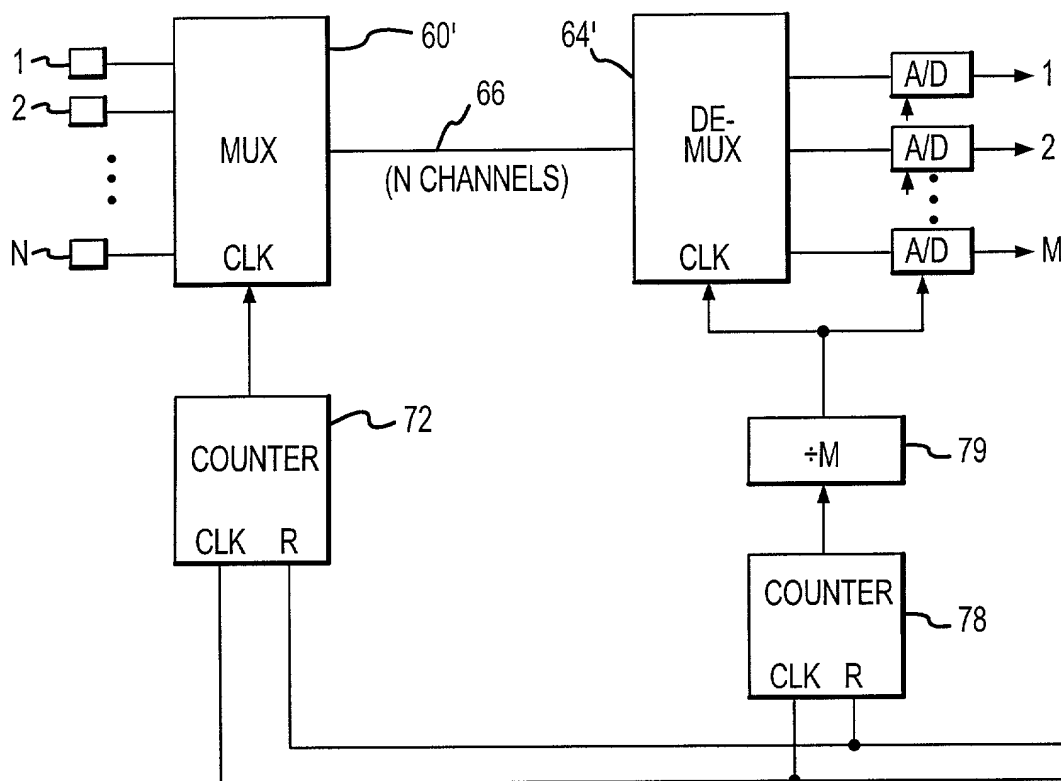 60'
64'
1
2
N
MUX
CLK
66
(N CHANNELS)
DE-
MUX
CLK
A/D
1
A/D
2
A/D
M
72
COUNTER
CLK R
÷M
79
COUNTER
78
CLK R